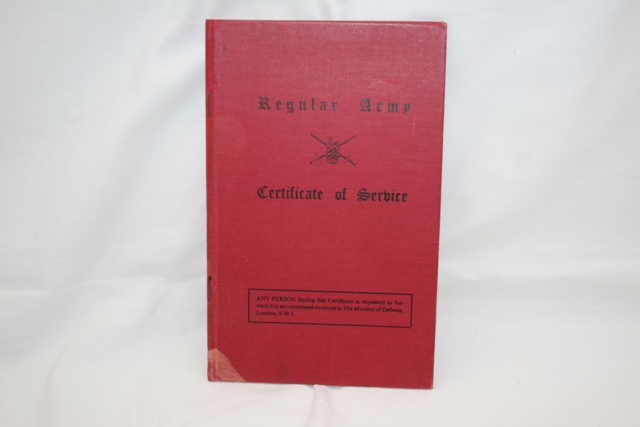 Regular Army
Certificate of Service
ANY PERSON finding this Certificate is requested to for-
ward it in an unstamped envelope to The Ministry of Defence,
London, S.W.1.